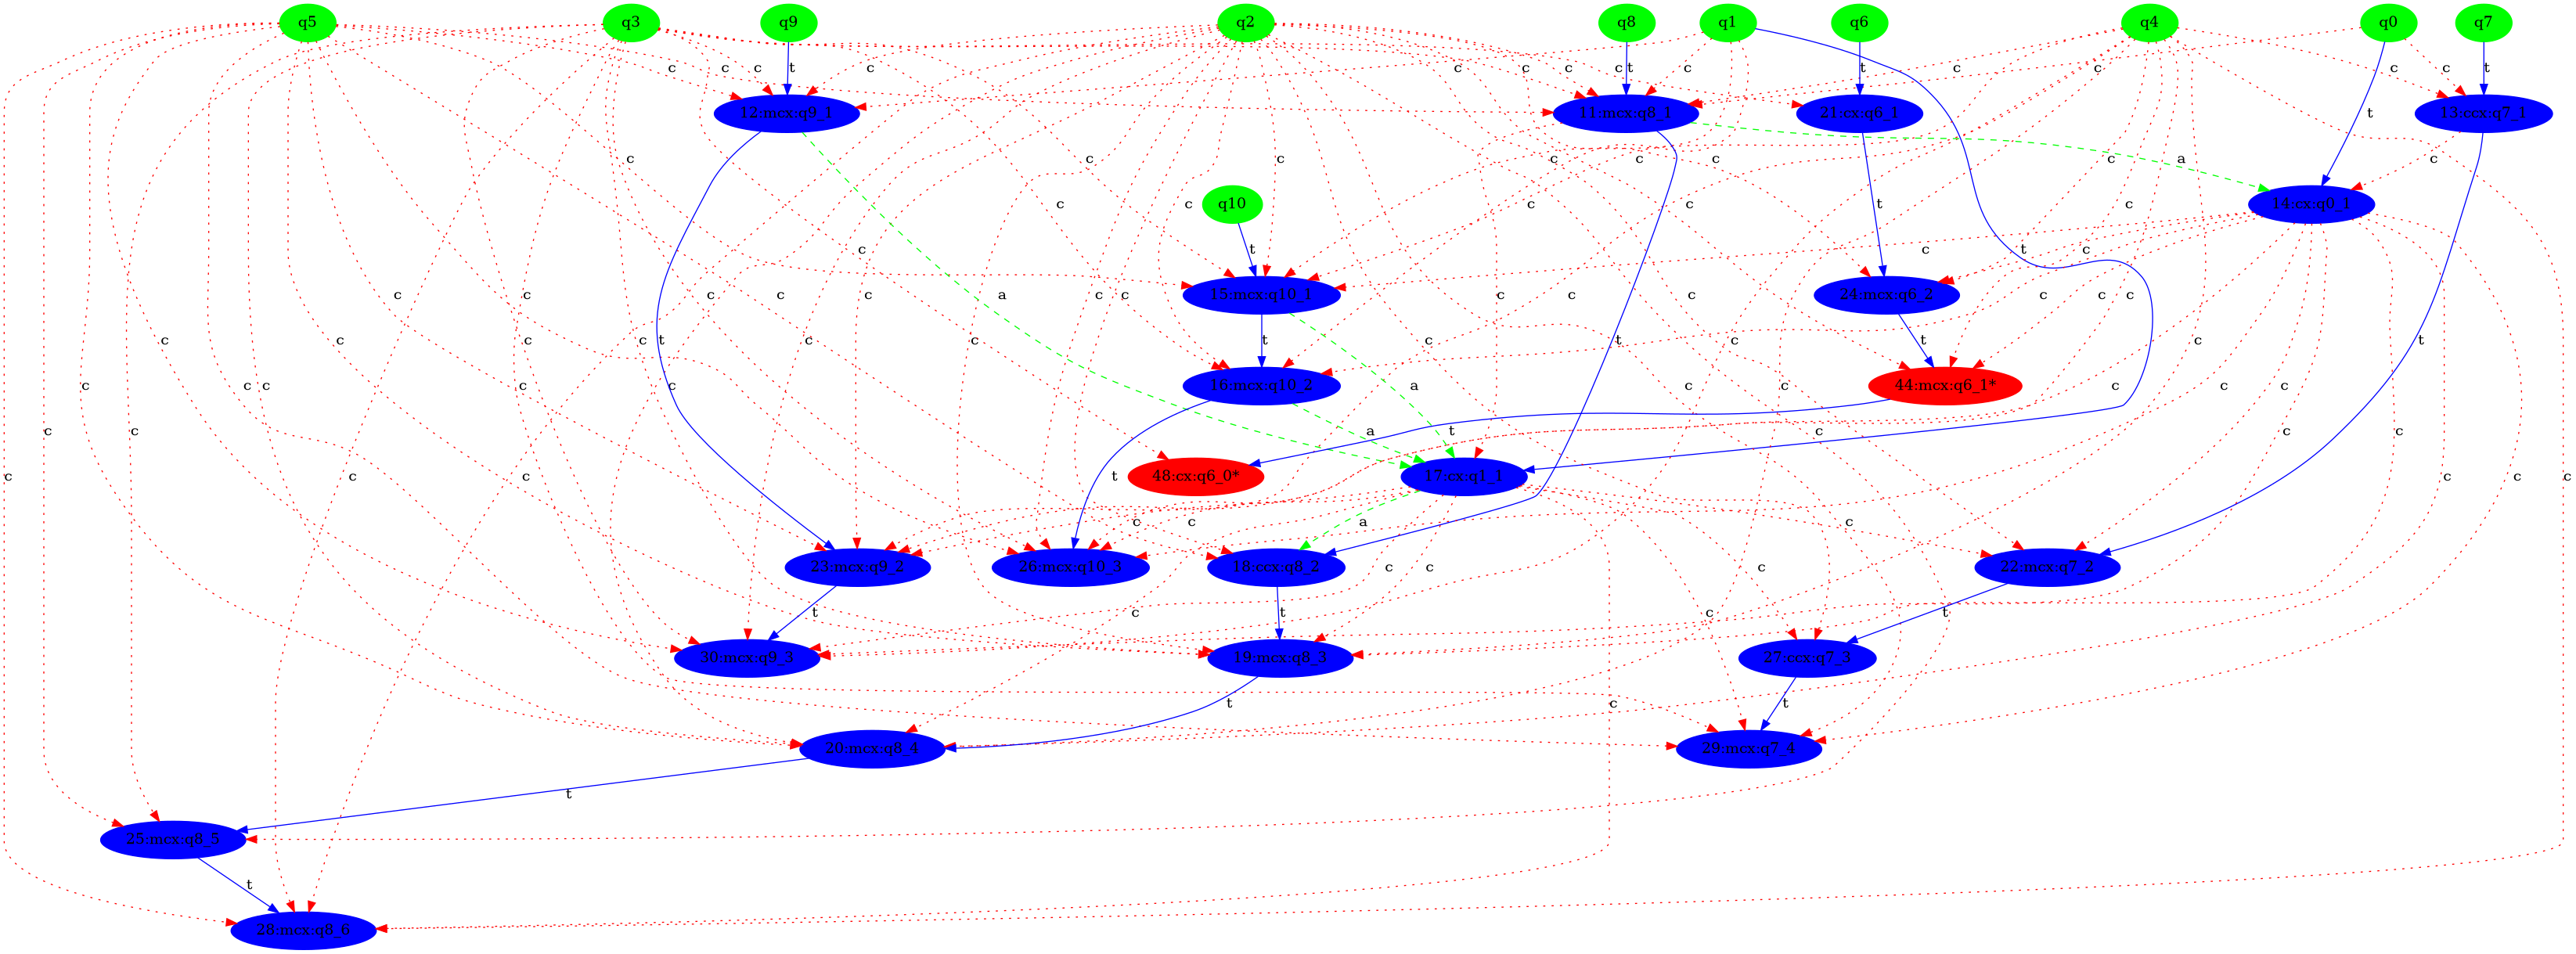 q5 q3 q9 q2 q8 q1 q6 q4 q0 q7
c c c t c c c c t c c t c c c t
12:mcx:q9_1 11:mcx:q8_1 21:cx:q6_1 13:ccx:q7_1
t
c c c c c c c c c c a c
q10 14:cx:q0_1
c c c c t
c t c t c c
15:mcx:q10_1 24:mcx:q6_2
c c c a c c c c c c c c
t c c c c c t c t c t t c t
16:mcx:q10_2 44:mcx:q6_1*
c c c c c c a c c c c c
c c c c c c a t c c c c c
48:cx:q6_0* 17:cx:q1_1
c c c c t c c t c c c c c
c c a c
23:mcx:q9_2 26:mcx:q10_3 18:ccx:q8_2 22:mcx:q7_2
t c c t c c t
30:mcx:q9_3 19:mcx:q8_3 27:ccx:q7_3
c c t c t
20:mcx:q8_4 29:mcx:q7_4
t
25:mcx:q8_5
t
28:mcx:q8_6